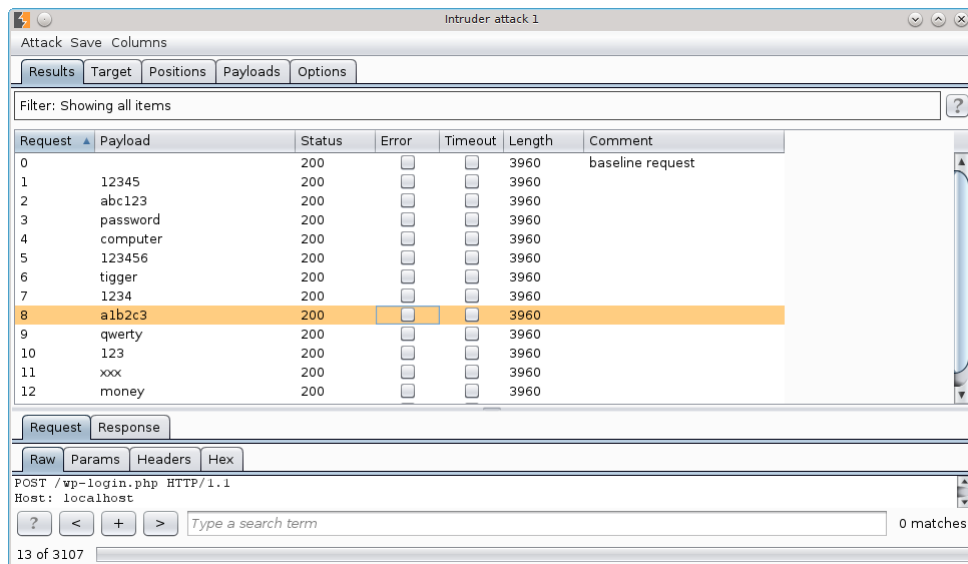 Intruder attack 1
Attack Save Columns
Results Target Positions Payloads Options
Filter: Showing all items
?
Request Payload Status Error Timeout Length Comment
0 200 3960 baseline request
1 12345 200 3960
2 abc123 200 3960
3 password 200 3960
4 computer 200 3960
5 123456 200 3960
6 tigger 200 3960
7 1234 200 3960
8 a1b2c3 200 3960
9 qwerty 200 3960
10 123 200 3960
11 xxx 200 3960
12 money 200 3960
Request Response
Raw Params Headers Hex
POST /wp-login.php HTTP/1.1
Host: localhost
? < + > Type a search term 0 matches
13 of 3107